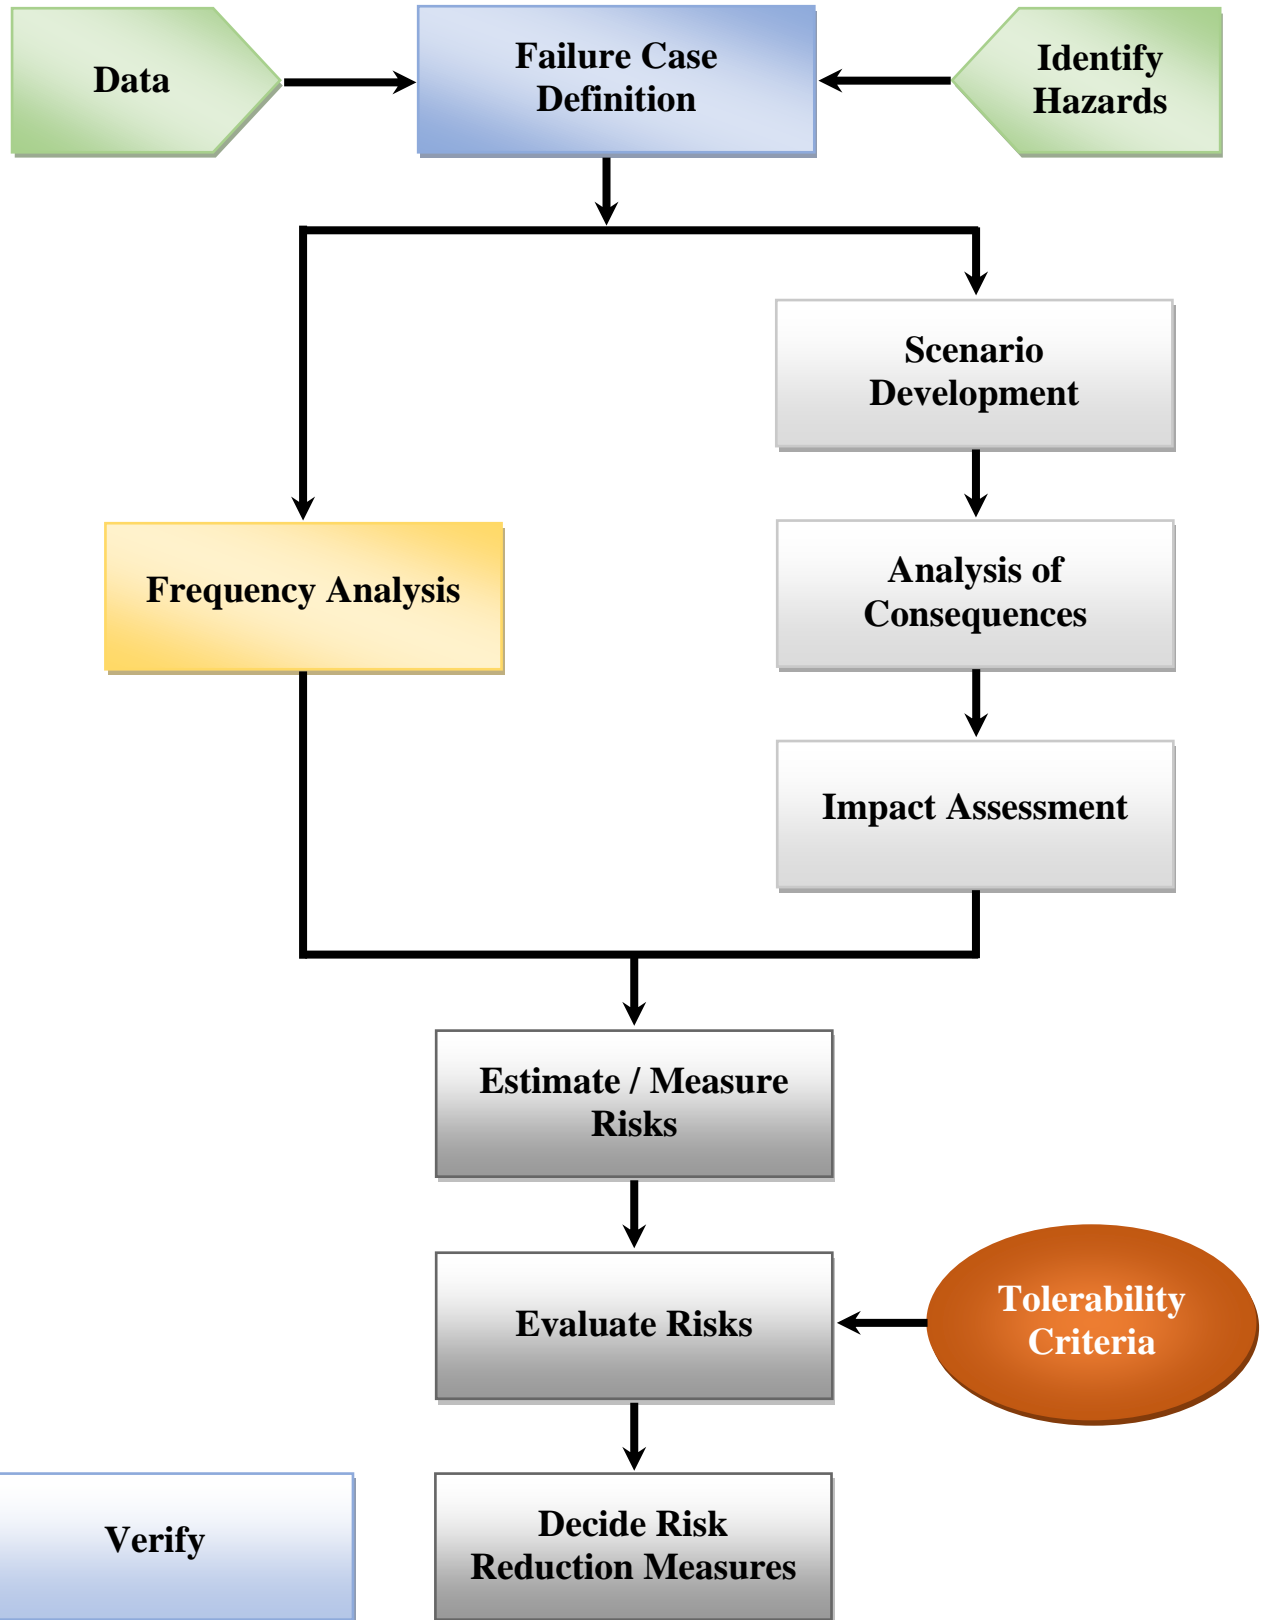 Data
Failure Case
Definition
Identify
Hazards
Scenario
Development
Frequency Analysis
Analysis of
Consequences
Impact Assessment
Estimate / Measure
Risks
Evaluate Risks
Tolerability
Criteria
Verify
Decide Risk
Reduction Measures